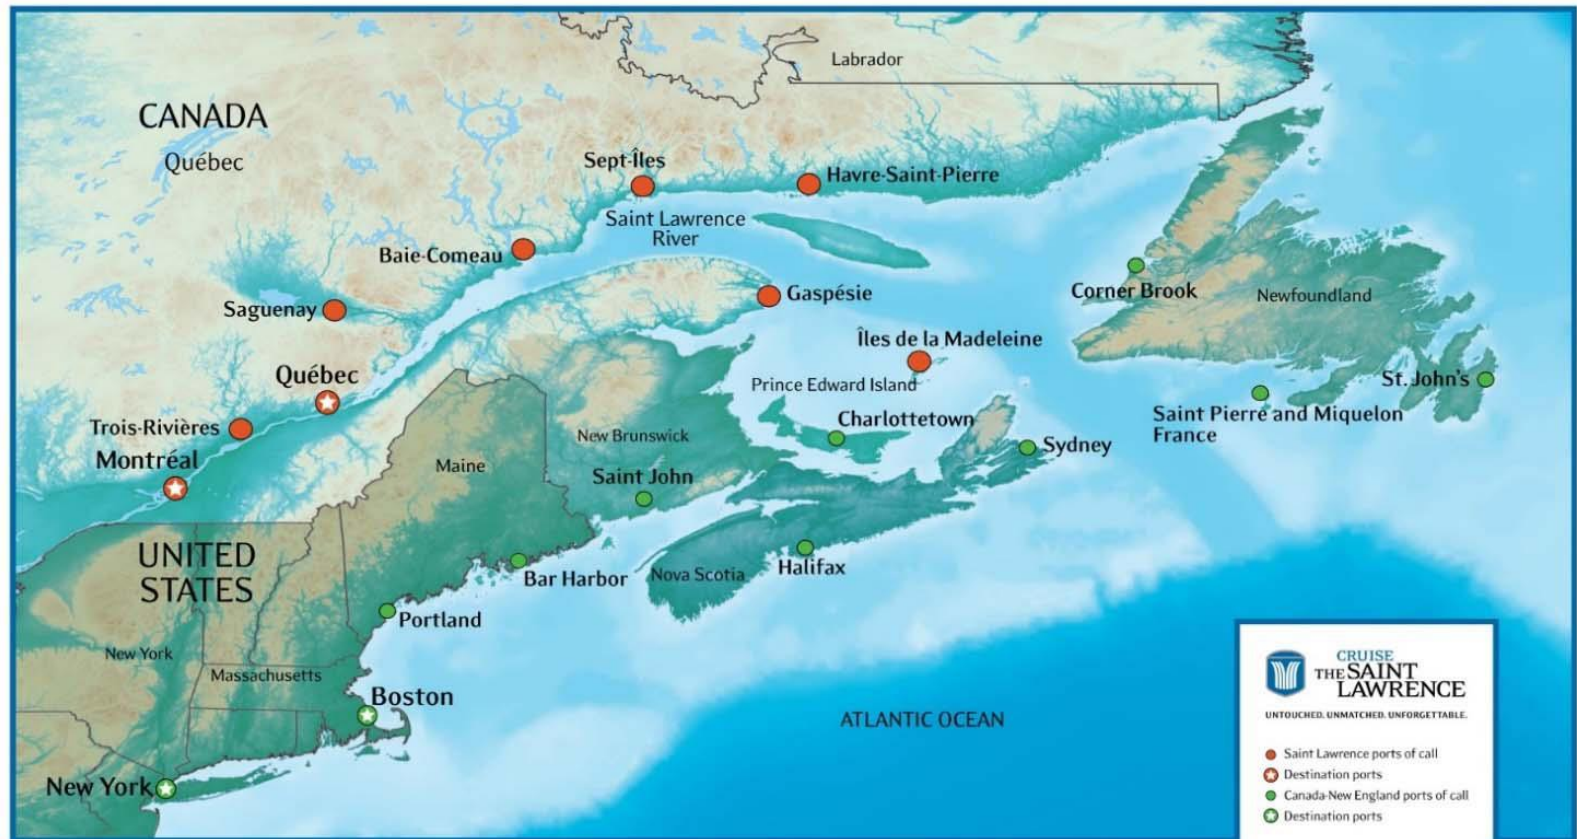 Labrador
CANADA
Québec
Sept-Îles
Havre-Saint-Pierre
Saint Lawrence
River
Baie-Comeau
Corner Brook
Newfoundland
Saguenay
Gaspésie
Îles de la Madeleine
Québec
Prince Edward Island
St. John's
Trois-Rivières
Charlottetown
Saint Pierre and Miquelon
France
New Brunswick
Sydney
Montréal
Maine
Saint John
UNITED
STATES
Bar Harbor
Nova Scotia
Halifax
Portland
New York
Massachusetts
Boston
ATLANTIC OCEAN
New York
CRUISE
THE SAINT
LAWRENCE
UNTOUCHED. UNMATCHED. UNFORGETTABLE.
Saint Lawrence ports of call
Destination ports
Canada-New England ports of call
Destination ports